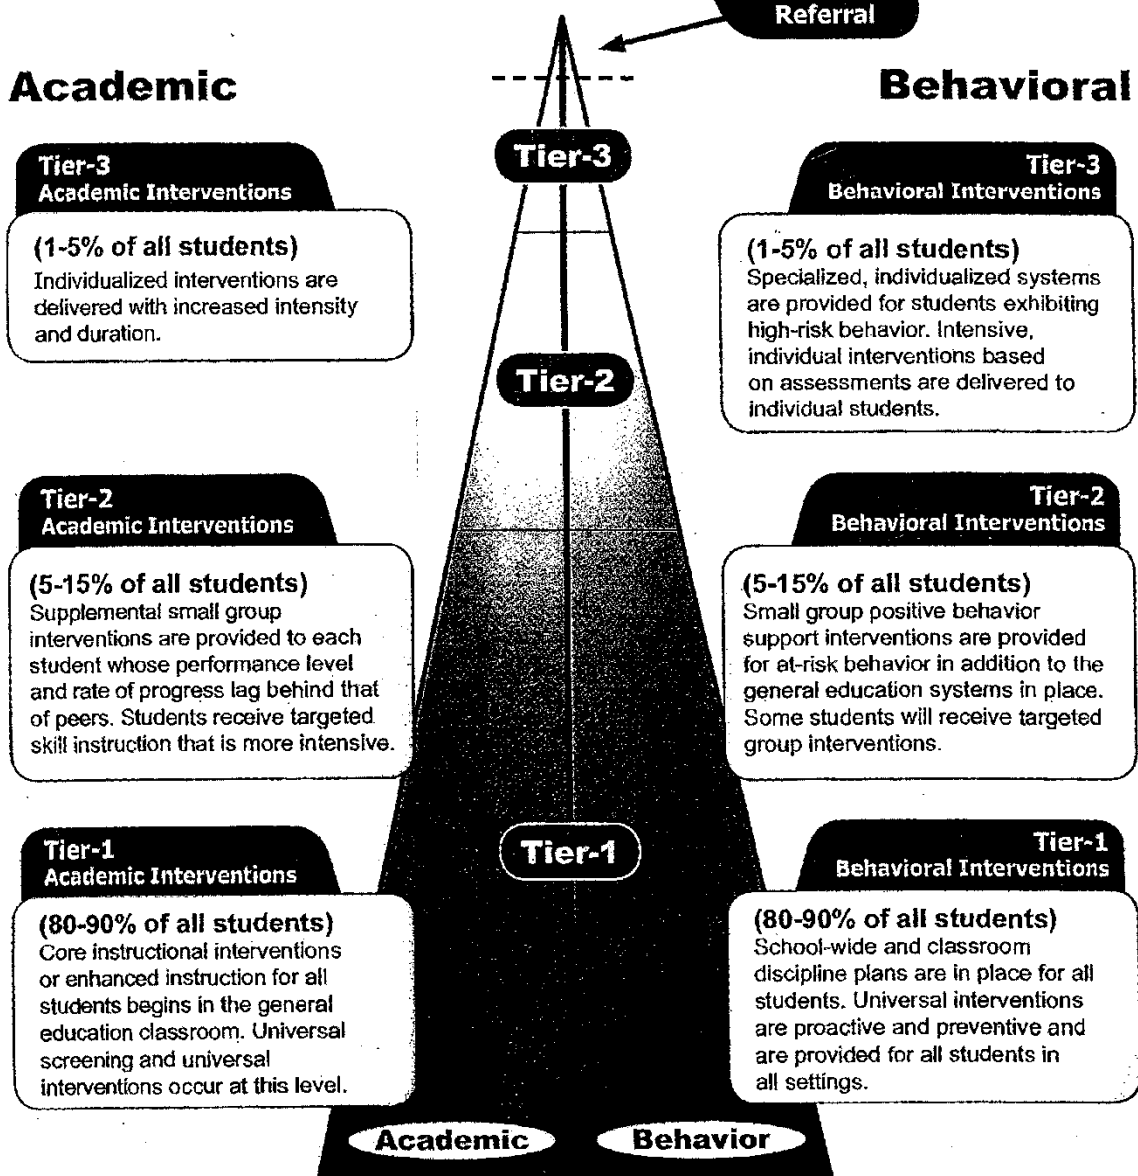 Referral
Academic
Behavioral
Tier-3
Tier-3
Academic Interventions
(1-5% of all students)
Individualized interventions are
delivered with increased intensity
and duration.
Tier-3
Behavioral Interventions
(1-5% of all students)
Specialized, individualized systems
are provided for students exhibiting
high-risk behavior. Intensive,
individual interventions based
on assessments are delivered to
individual students.
Tier-2
Tier-2
Academic Interventions
(5-15% of all students)
Supplemental small group
interventions are provided to each
student whose performance level
and rate of progress lag behind that
of peers. Students receive targeted
skill instruction that is more intensive.
Tier-2
Behavioral Interventions
(5-15% of all students)
Small group positive behavior
support interventions are provided
for at-risk behavior in addition to the
general education systems in place.
Some students will receive targeted
group interventions.
Tier-1
Tier-1
Academic Interventions
(80-90% of all students)
Core instructional interventions
or enhanced instruction for all
students begins in the general
education classroom. Universal
screening and universal
interventions occur at this level.
Tier-1
Behavioral Interventions
(80-90% of all students)
School-wide and classroom
discipline plans are in place for all
students. Universal interventions
are proactive and preventive and
are provided for all students in
all settings.
Academic
Behavior